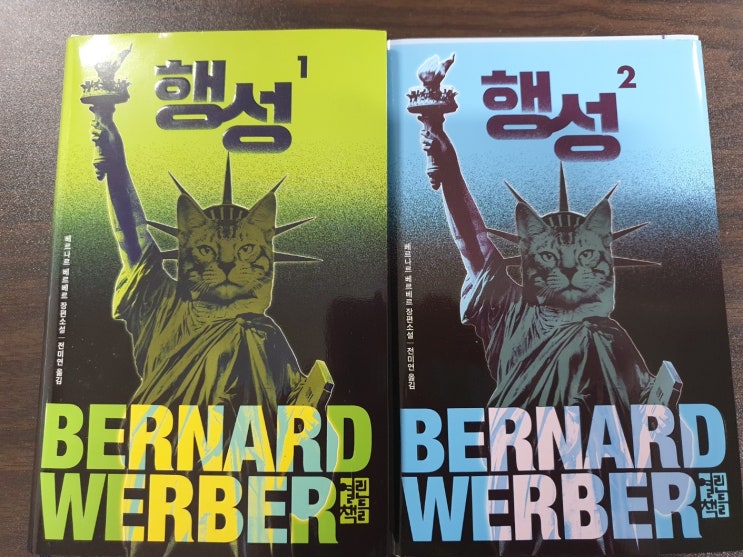 행성 1
베르나르 베르베르 장편소설 | 전미연 옮김
BERNARD
WERBER
열린책들
행성 2
베르나르 베르베르 장편소설 | 전미연 옮김
BERNARD
WERBER
열린책들